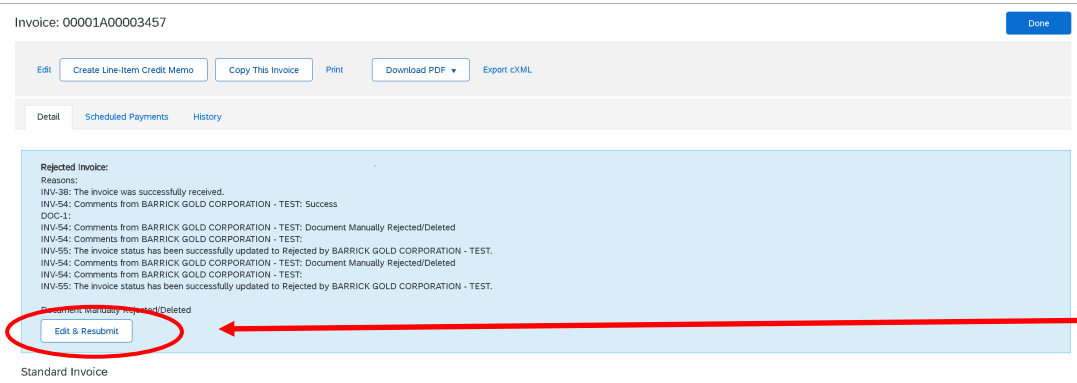 Invoice: 00001A00003457
Done
Edit
Create Line-Item Credit Memo
Copy This Invoice
Print
Download PDF
Export cXML
Detail
Scheduled Payments
History
Rejected Invoice:
Reasons:
INV-38: The invoice was successfully received.
INV-54: Comments from BARRICK GOLD CORPORATION - TEST: Success
DOC-1:
INV-54: Comments from BARRICK GOLD CORPORATION - TEST: Document Manually Rejected/Deleted
INV-54: Comments from BARRICK GOLD CORPORATION - TEST:
INV-55: The invoice status has been successfully updated to Rejected by BARRICK GOLD CORPORATION - TEST.
INV-54: Comments from BARRICK GOLD CORPORATION - TEST: Document Manually Rejected/Deleted
INV-54: Comments from BARRICK GOLD CORPORATION - TEST:
INV-55: The invoice status has been successfully updated to Rejected by BARRICK GOLD CORPORATION - TEST.
Document Manually Rejected/Deleted
Edit & Resubmit
Standard Invoice